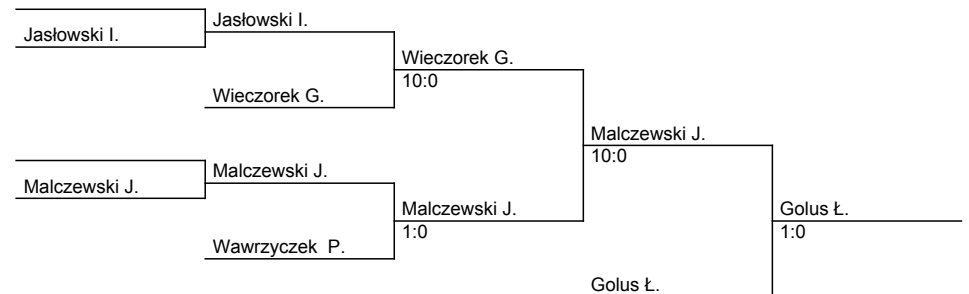 Jasłowski I.
Jasłowski I.
Wieczorek G.
10:0
Wieczorek G.
Malczewski J.
10:0
Malczewski J.
Malczewski J.
Malczewski J.
1:0
Wawrzyczek P.
Golus Ł.
1:0
Golus Ł.